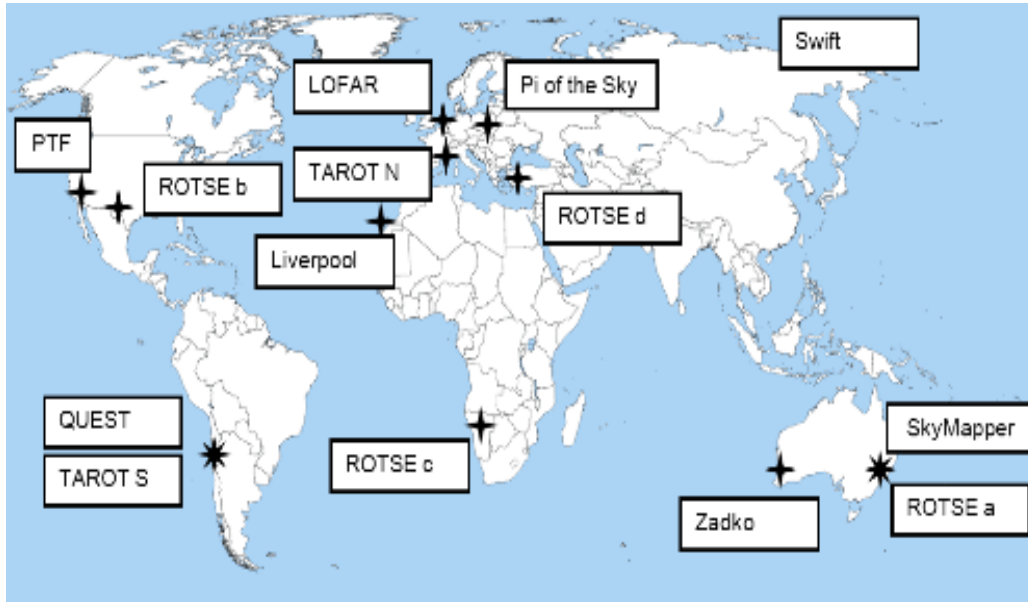 Swift
LOFAR
Pi of the Sky
PTF
ROTSE b
TAROT N
ROTSE d
Liverpool
QUEST
SkyMapper
TAROT S
ROTSE c
ROTSE a
Zadko